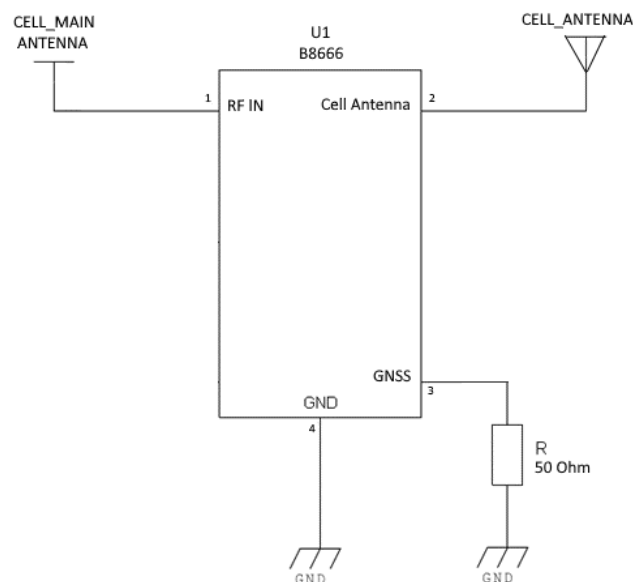 CELL_MAIN
ANTENNA
U1
B8666
CELL_ANTENNA
1
RF IN
Cell Antenna
2
GNSS
3
GND
4
R
50 Ohm
GND
GND